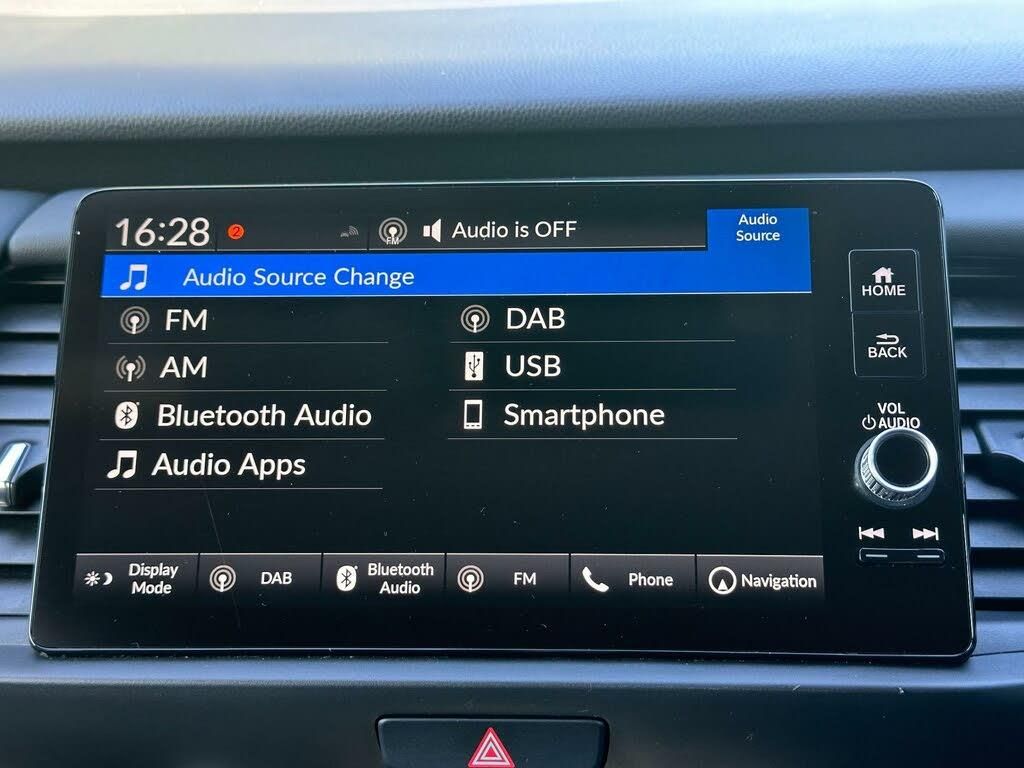 16:28 2 FM Audio is OFF
Audio
Source
Audio Source Change
FM
DAB
AM
USB
Bluetooth Audio
Smartphone
Audio Apps
Display
Mode
DAB
Bluetooth
Audio
FM
Phone
Navigation
HOME
BACK
VOL
AUDIO